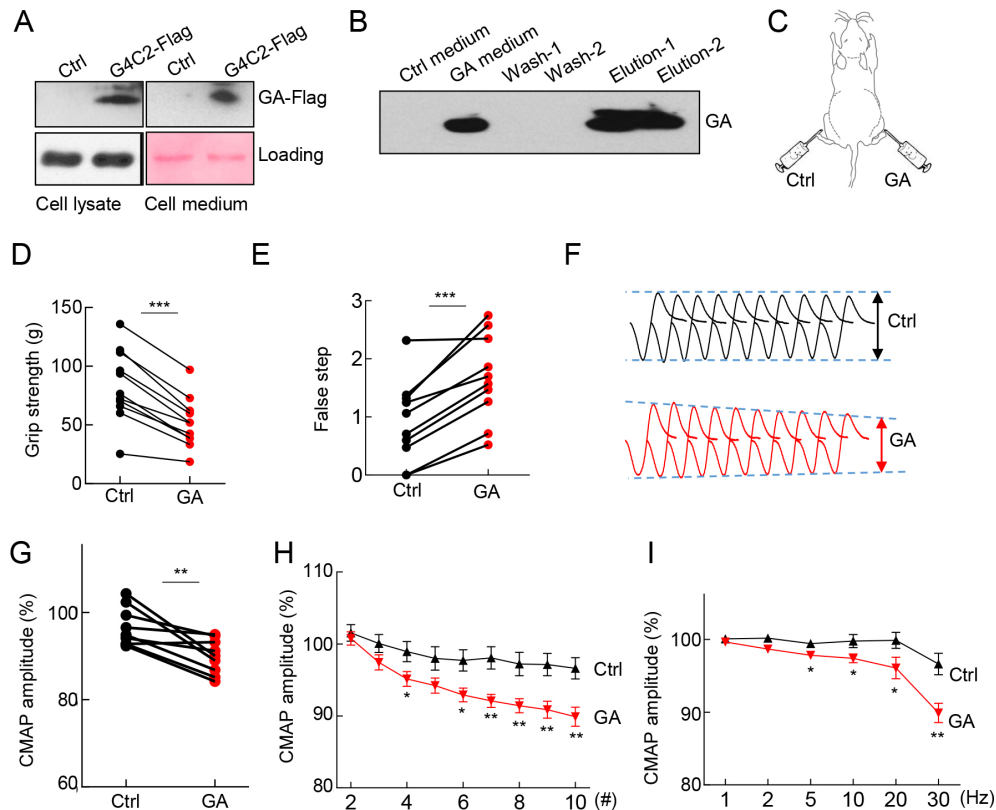 A
Ctrl
G4C2-Flag
Ctrl
G4C2-Flag
GA-Flag
Loading
Cell lysate
Cell medium
B
Ctrl medium
GA medium
Wash-1
Wash-2
Elution-1
Elution-2
GA
C
Ctrl
GA
D
Grip strength (g)
150
100
50
0
***
Ctrl
GA
E
False step
3
2
1
0
***
Ctrl
GA
F
Ctrl
GA
G
CMAP amplitude (%)
100
80
60
**
Ctrl
GA
H
CMAP amplitude (%)
110
100
90
80
Ctrl
GA
* * ** ** ** **
2 4 6 8 10 (#)
I
CMAP amplitude (%)
100
90
80
Ctrl
GA
* * * **
1 2 5 10 20 30 (Hz)